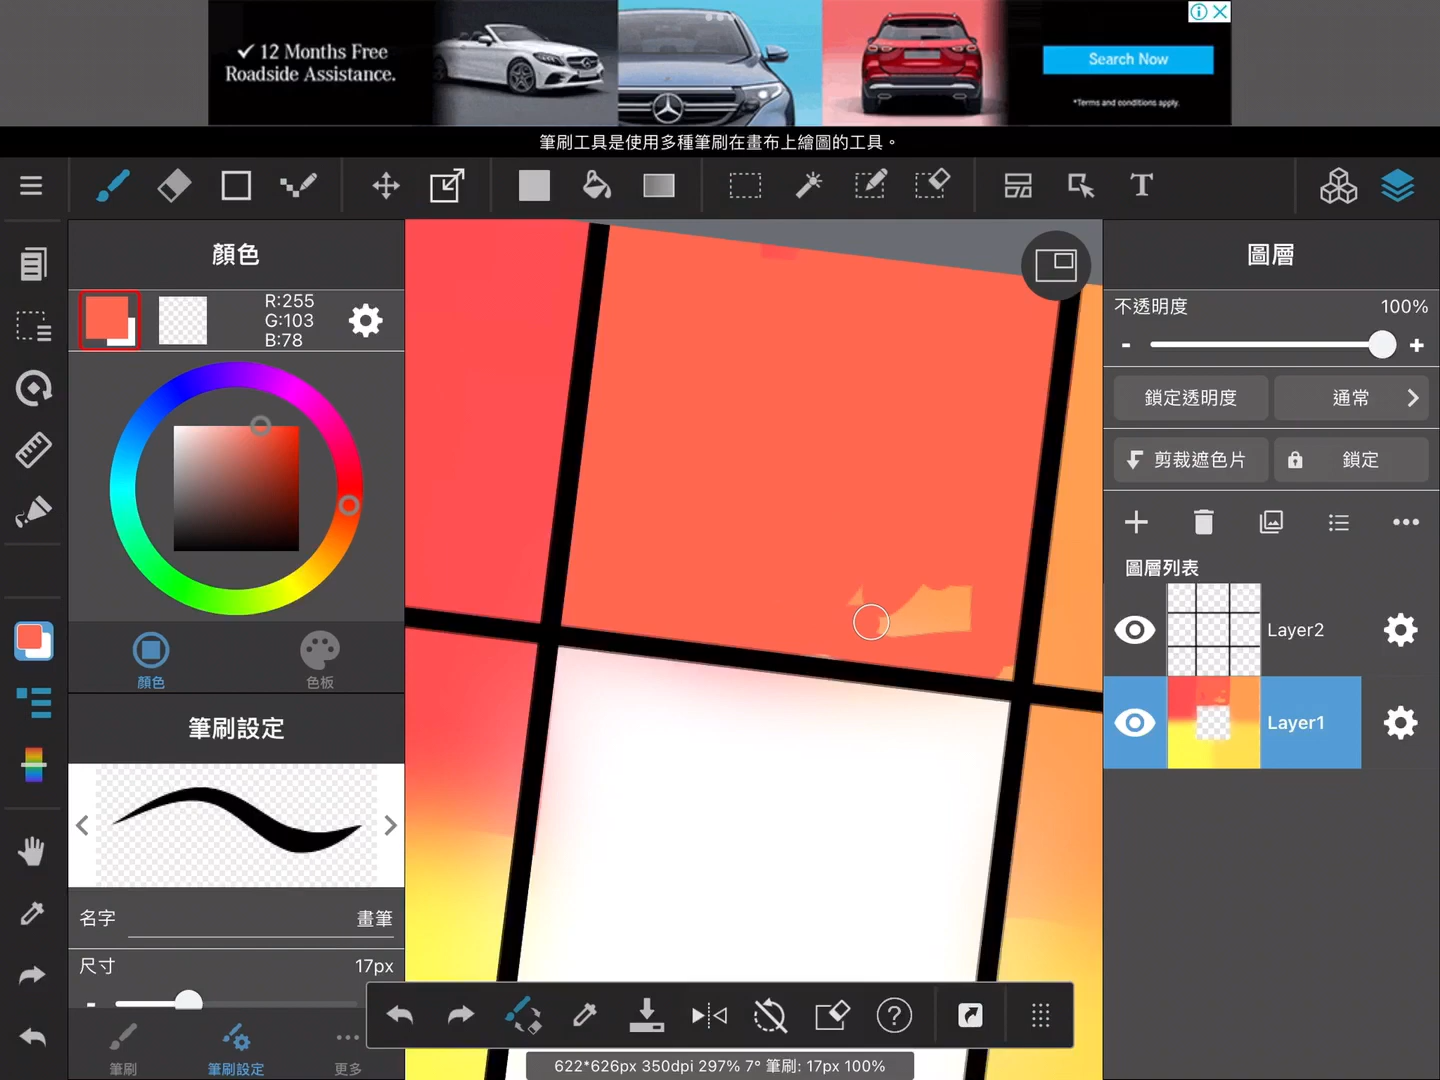 ✓ 12 Months Free
Roadside Assistance.
Search Now
*Terms and conditions apply.
筆刷工具是使用多種筆刷在畫布上繪圖的工具。
T
顏色
R:255
G:103
B:78
顏色
色板
筆刷設定
名字
畫筆
尺寸
17px
-
筆刷
筆刷設定
更多
圖層
不透明度
100%
- +
鎖定透明度
通常
剪裁遮色片
鎖定
圖層列表
Layer2
Layer1
622*626px 350dpi 297% 7° 筆刷: 17px 100%